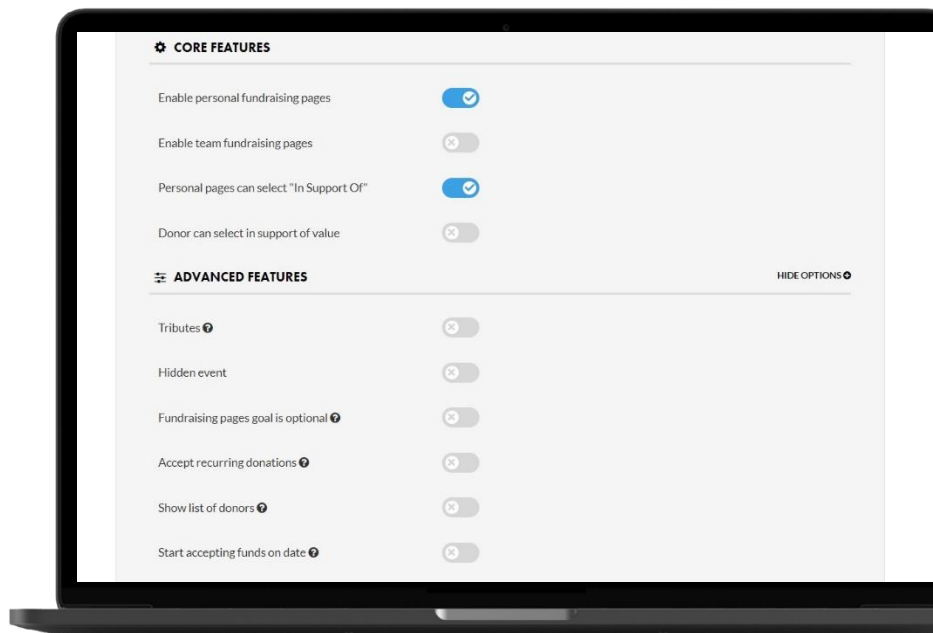 CORE FEATURES
Enable personal fundraising pages
Enable team fundraising pages
Personal pages can select "In Support Of"
Donor can select in support of value
ADVANCED FEATURES
HIDE OPTIONS
Tributes
Hidden event
Fundraising pages goal is optional
Accept recurring donations
Show list of donors
Start accepting funds on date